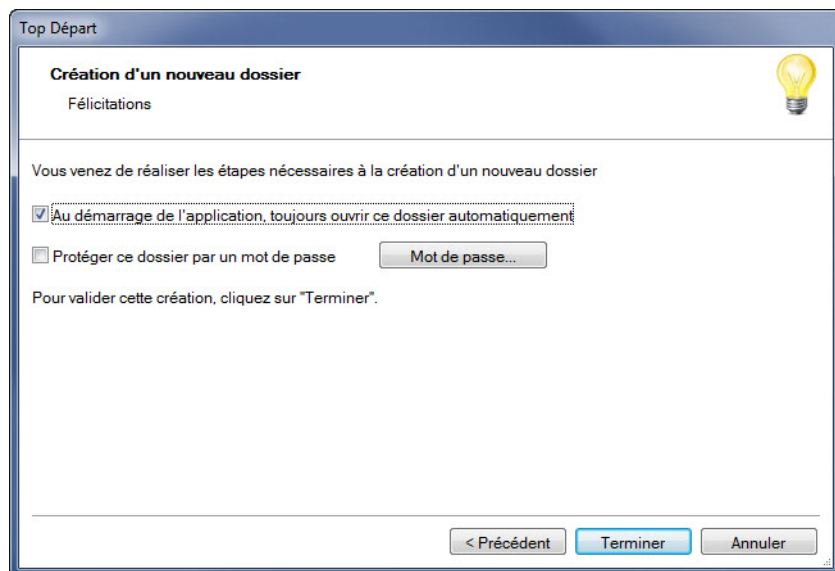 Top Départ
Création d'un nouveau dossier
Félicitations
Vous venez de réaliser les étapes nécessaires à la création d'un nouveau dossier
Au démarrage de l'application, toujours ouvrir ce dossier automatiquement
Protéger ce dossier par un mot de passe
Mot de passe...
Pour valider cette création, cliquez sur "Terminer".
< Précédent
Terminer
Annuler